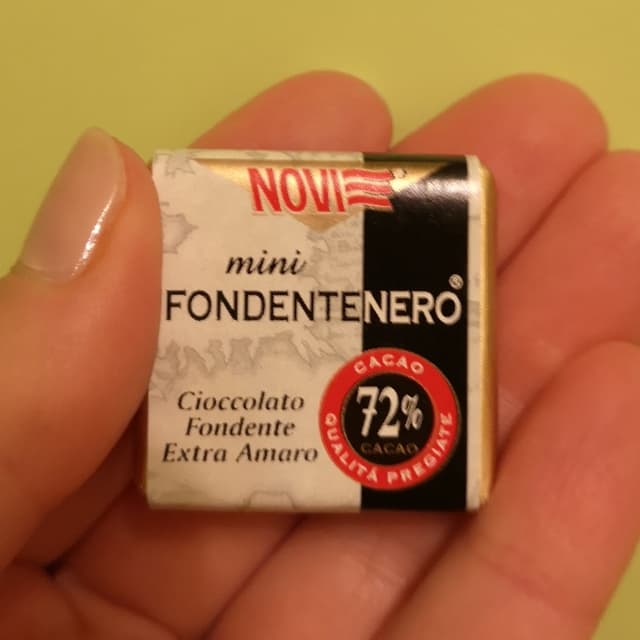 NOVI
mini
FONDENTENERO®
Cioccolato
Fondente
Extra Amaro
CACAO
72%
CACAO
QUALITÀ PREGIATE